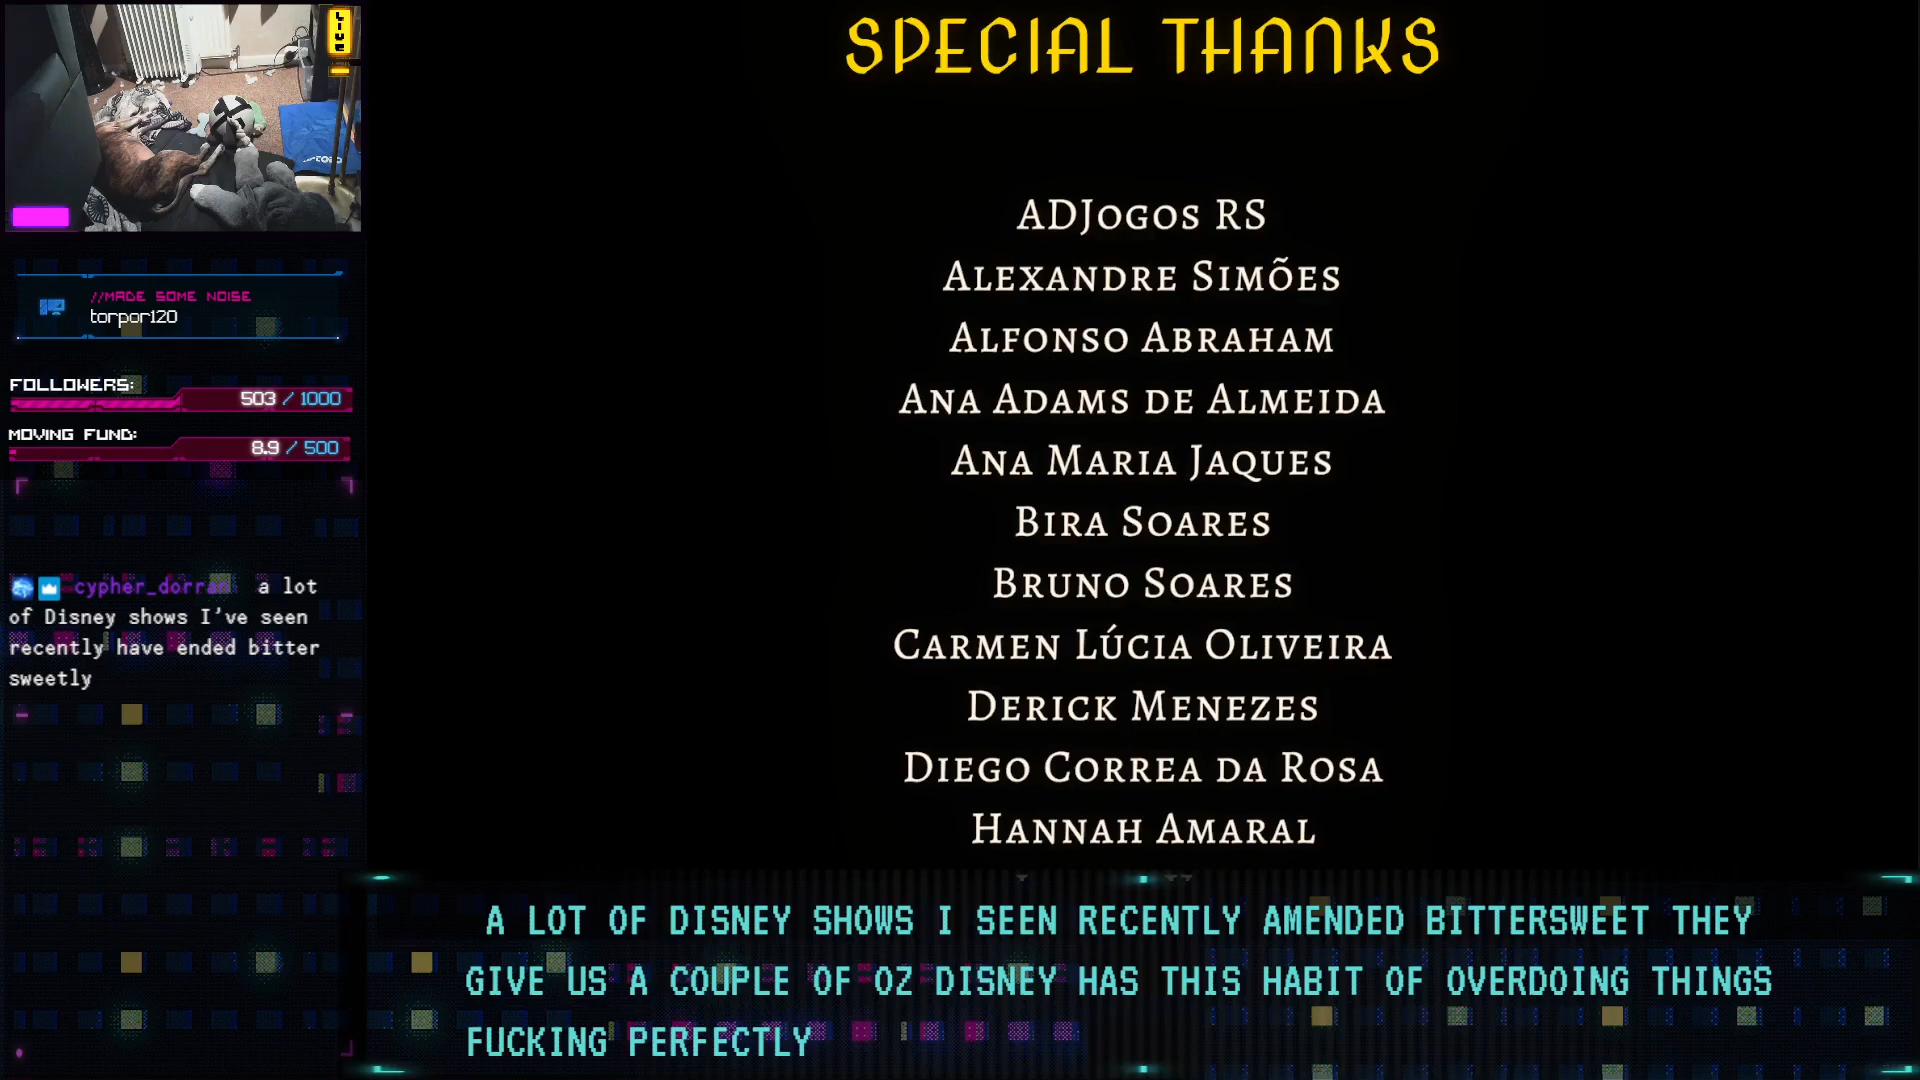 LIVE
//MADE SOME NOISE
torpor120
FOLLOWERS:
503 / 1000
MOVING FUND:
8.9 / 500
cypher_dorran a lot
of Disney shows I've seen
recently have ended bitter
sweetly
SPECIAL THANKS
ADJogos RS
Alexandre Simões
Alfonso Abraham
Ana Adams de Almeida
Ana Maria Jaques
Bira Soares
Bruno Soares
Carmen Lúcia Oliveira
Derick Menezes
Diego Correa da Rosa
Hannah Amaral
A LOT OF DISNEY SHOWS I SEEN RECENTLY AMENDED BITTERSWEET THEY
GIVE US A COUPLE OF OZ DISNEY HAS THIS HABIT OF OVERDOING THINGS
FUCKING PERFECTLY